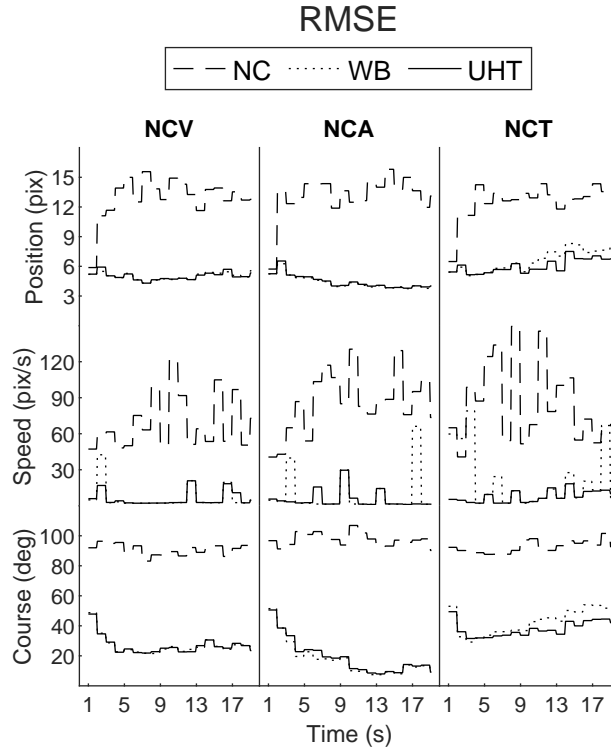 RMSE
NC WB UHT
NCV NCA NCT
Position (pix)
15
12
9
6
3
Speed (pix/s)
120
90
60
30
Course (deg)
100
80
60
40
20
1 5 9 13 17 1 5 9 13 17 1 5 9 13 17
Time (s)